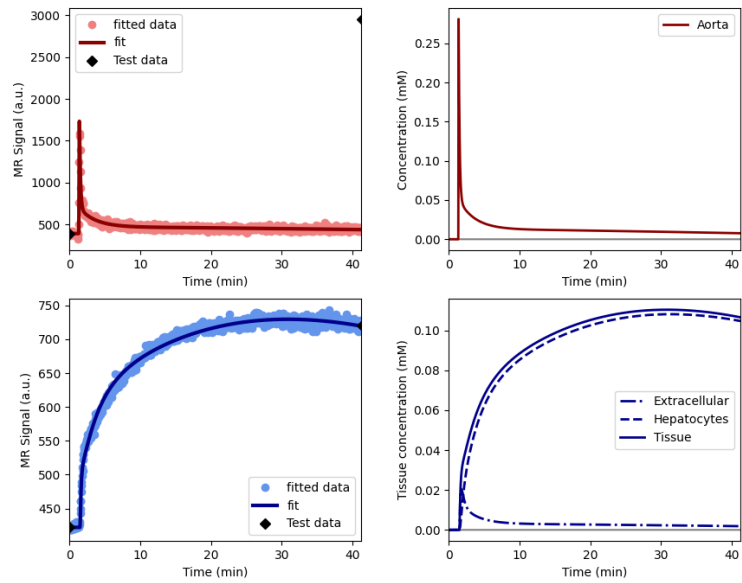 3000
2500
2000
1500
1000
500
MR Signal (a.u.)
fitted data
fit
Test data
0
10
20
30
40
Time (min)
0.25
0.20
0.15
0.10
0.05
0.00
Concentration (mM)
Aorta
0
10
20
30
40
Time (min)
750
700
650
600
550
500
450
MR Signal (a.u.)
fitted data
fit
Test data
0
10
20
30
40
Time (min)
0.10
0.08
0.06
0.04
0.02
0.00
Tissue concentration (mM)
Extracellular
Hepatocytes
Tissue
0
10
20
30
40
Time (min)